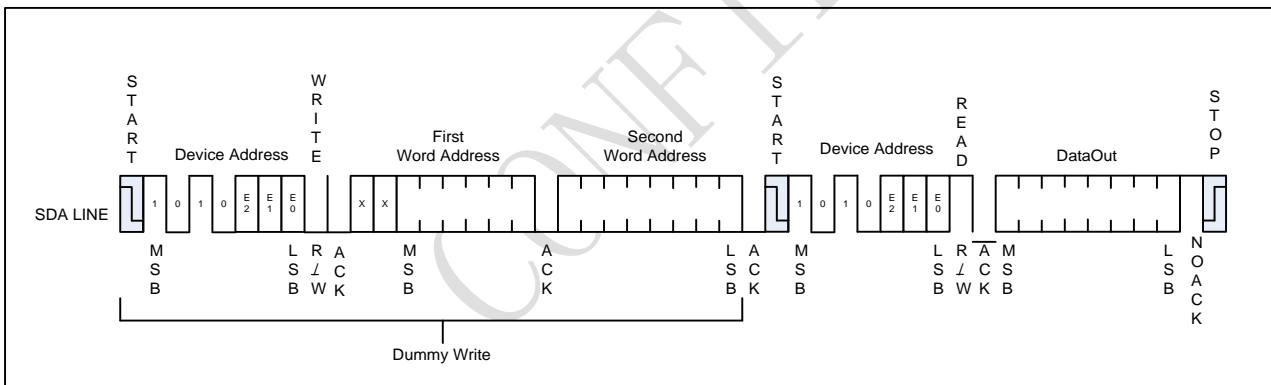 CONFI
START
WRITE
START
READ
STOP
Device Address
First
Word Address
Second
Word Address
Device Address
DataOut
SDA LINE
1 0 1 0 E2 E1 E0 X X 1 0 1 0 E2 E1 E0
MSB
LSB
R/W
ACK
MSB
ACK
LSB
ACK
MSB
LSB
R/W
ACK
MSB
LSB
NOACK
Dummy Write